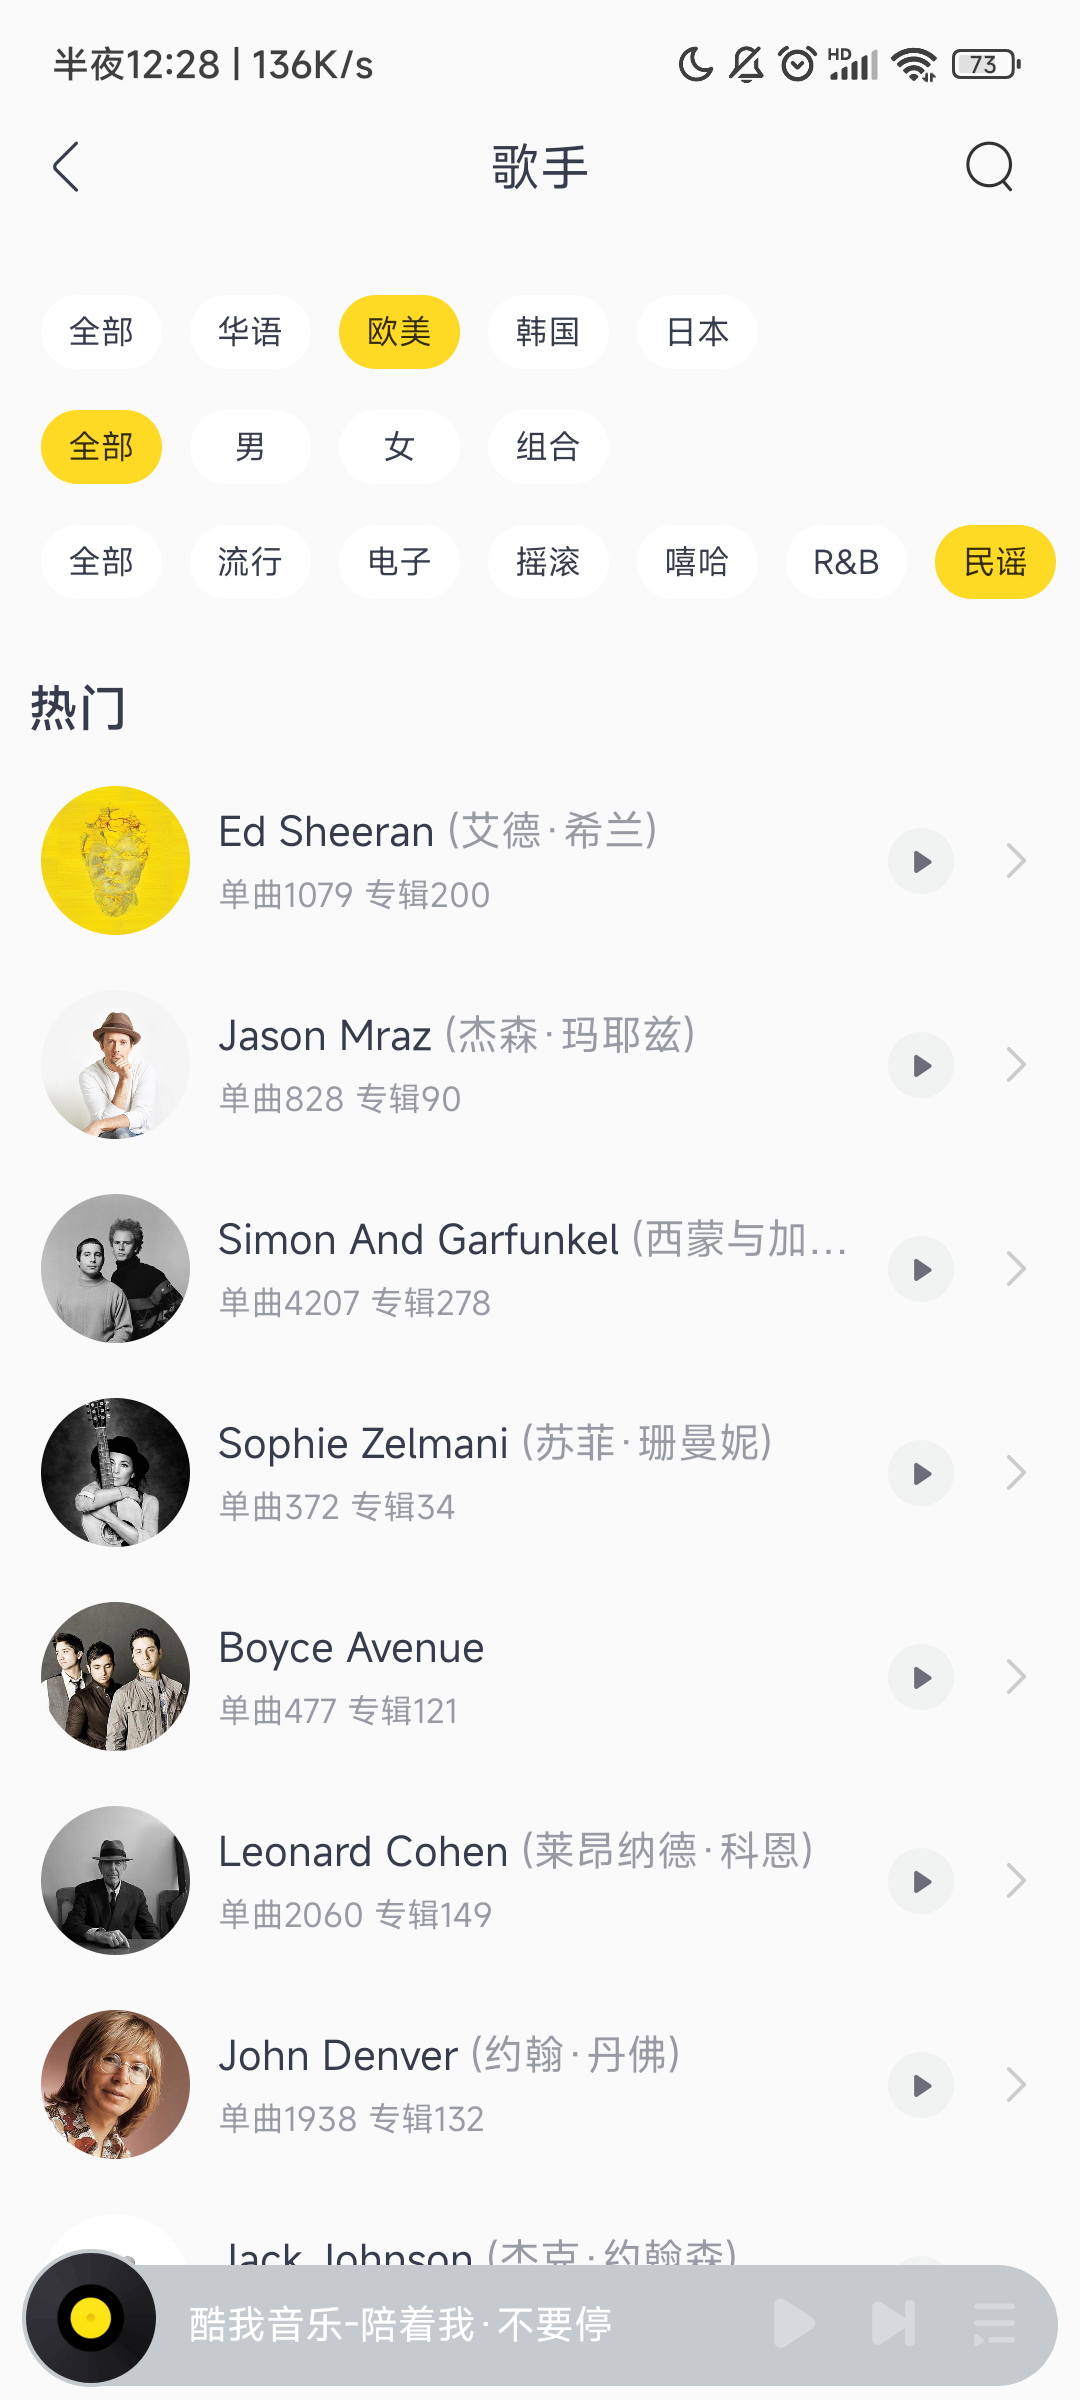 半夜12:28 | 136K/s HD 73
歌手
全部 华语 欧美 韩国 日本
全部 男 女 组合
全部 流行 电子 摇滚 嘻哈 R&B 民谣
热门
Ed Sheeran (艾德·希兰)
单曲1079 专辑200
Jason Mraz (杰森·玛耶兹)
单曲828 专辑90
Simon And Garfunkel (西蒙与加...
单曲4207 专辑278
Sophie Zelmani (苏菲·珊曼妮)
单曲372 专辑34
Boyce Avenue
单曲477 专辑121
Leonard Cohen (莱昂纳德·科恩)
单曲2060 专辑149
John Denver (约翰·丹佛)
单曲1938 专辑132
Jack Johnson (杰克·约翰森)
酷我音乐-陪着我·不要停